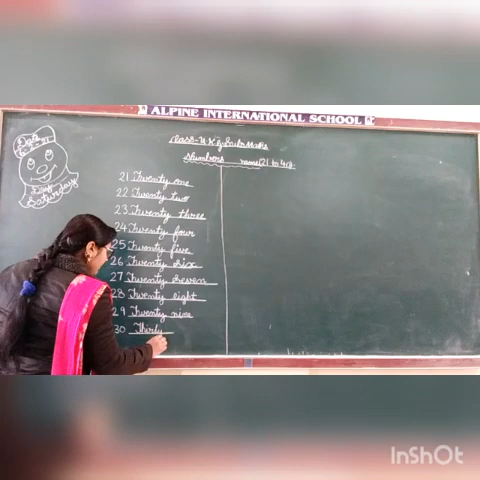 ALPINE INTERNATIONAL SCHOOL
Class-U.K.G Sub. Maths
Numbers name (21 to 40).
Day
Saturday
21 Twenty one
22 Twenty two
23 Twenty three
24 Twenty four
25 Twenty five
26 Twenty six
27 Twenty seven
28 Twenty eight
29 Twenty nine
30 Thirty
InShOt